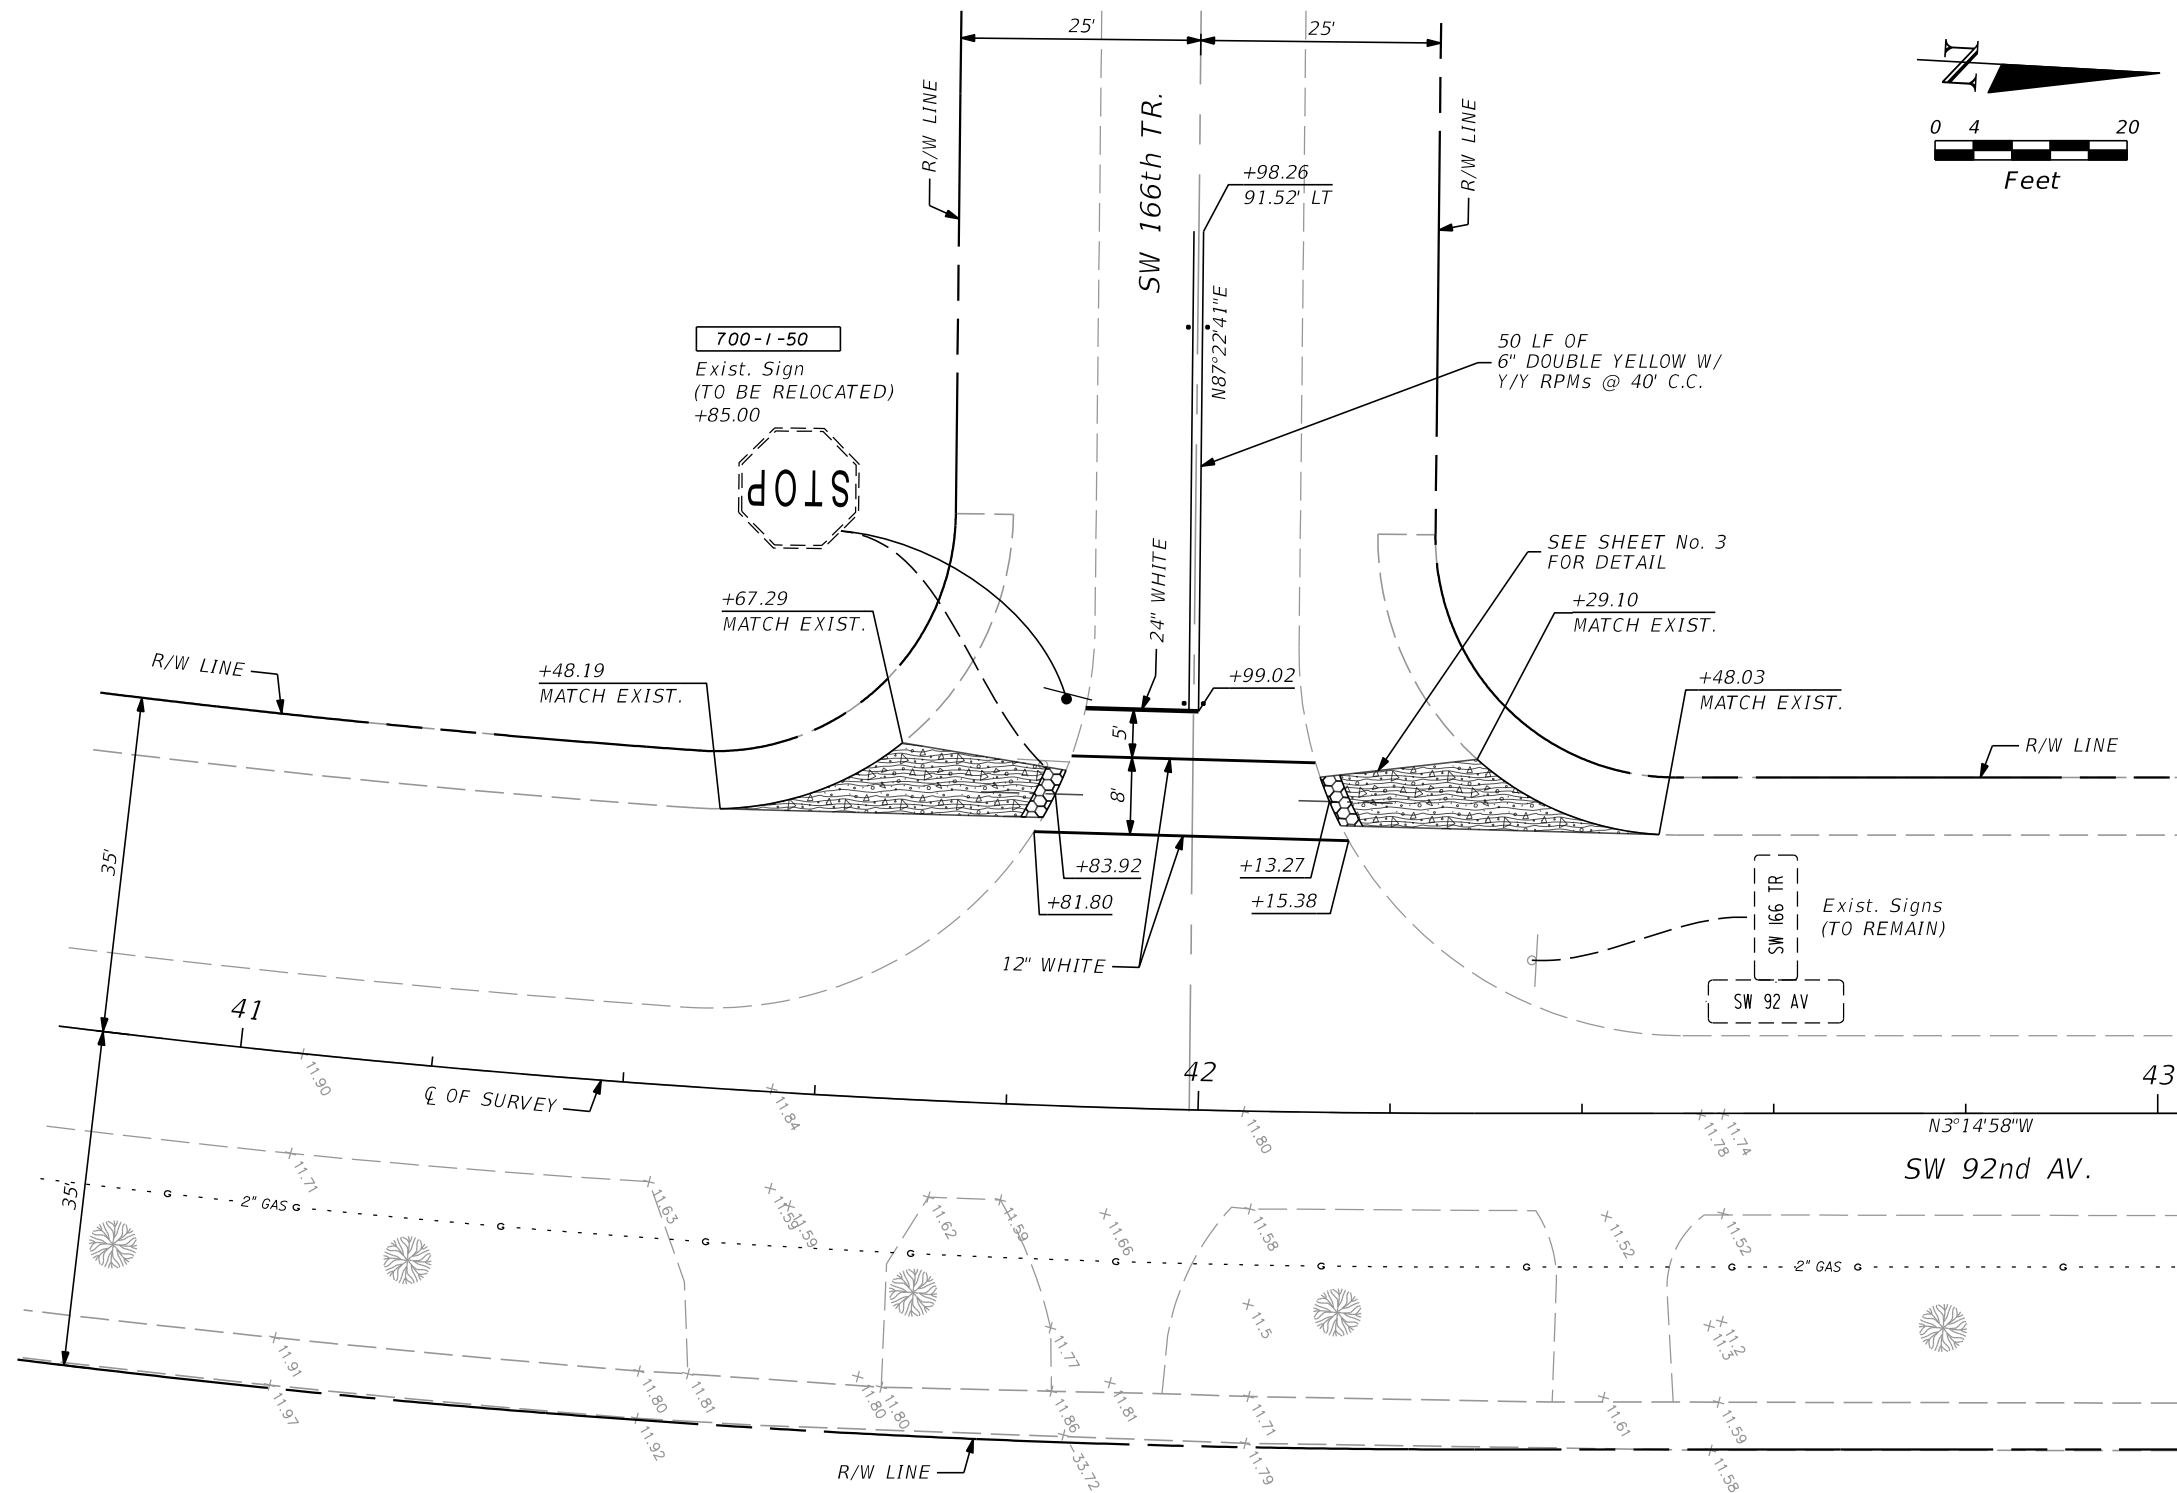 25'
25'
N
0 4 20
Feet
R/W LINE
SW 166th TR.
R/W LINE
+98.26
91.52' LT
N87°22'41"E
700-1-50
Exist. Sign
(TO BE RELOCATED)
+85.00
STOP
50 LF OF
6" DOUBLE YELLOW W/
Y/Y RPMs @ 40' C.C.
SEE SHEET No. 3
FOR DETAIL
24" WHITE
+67.29
MATCH EXIST.
+29.10
MATCH EXIST.
R/W LINE
+48.19
MATCH EXIST.
+99.02
+48.03
MATCH EXIST.
5'
R/W LINE
8'
35'
+83.92
+13.27
+81.80
+15.38
12" WHITE
SW 166 TR
Exist. Signs
(TO REMAIN)
SW 92 AV
41
42
43
11.90
℄ OF SURVEY
11.84
11.80
11.78
11.74
N3°14'58"W
SW 92nd AV.
11.71
35'
2" GAS
G
G
G
G
G
G
G
G
G
2" GAS
G
G
11.63
11.59
11.59
11.62
11.59
11.66
11.58
11.52
11.52
11.5
11.3
11.2
11.91
11.77
11.97
11.80
11.81
11.80
11.80
11.86
11.81
11.71
11.61
11.59
11.92
33.72
11.79
11.58
R/W LINE